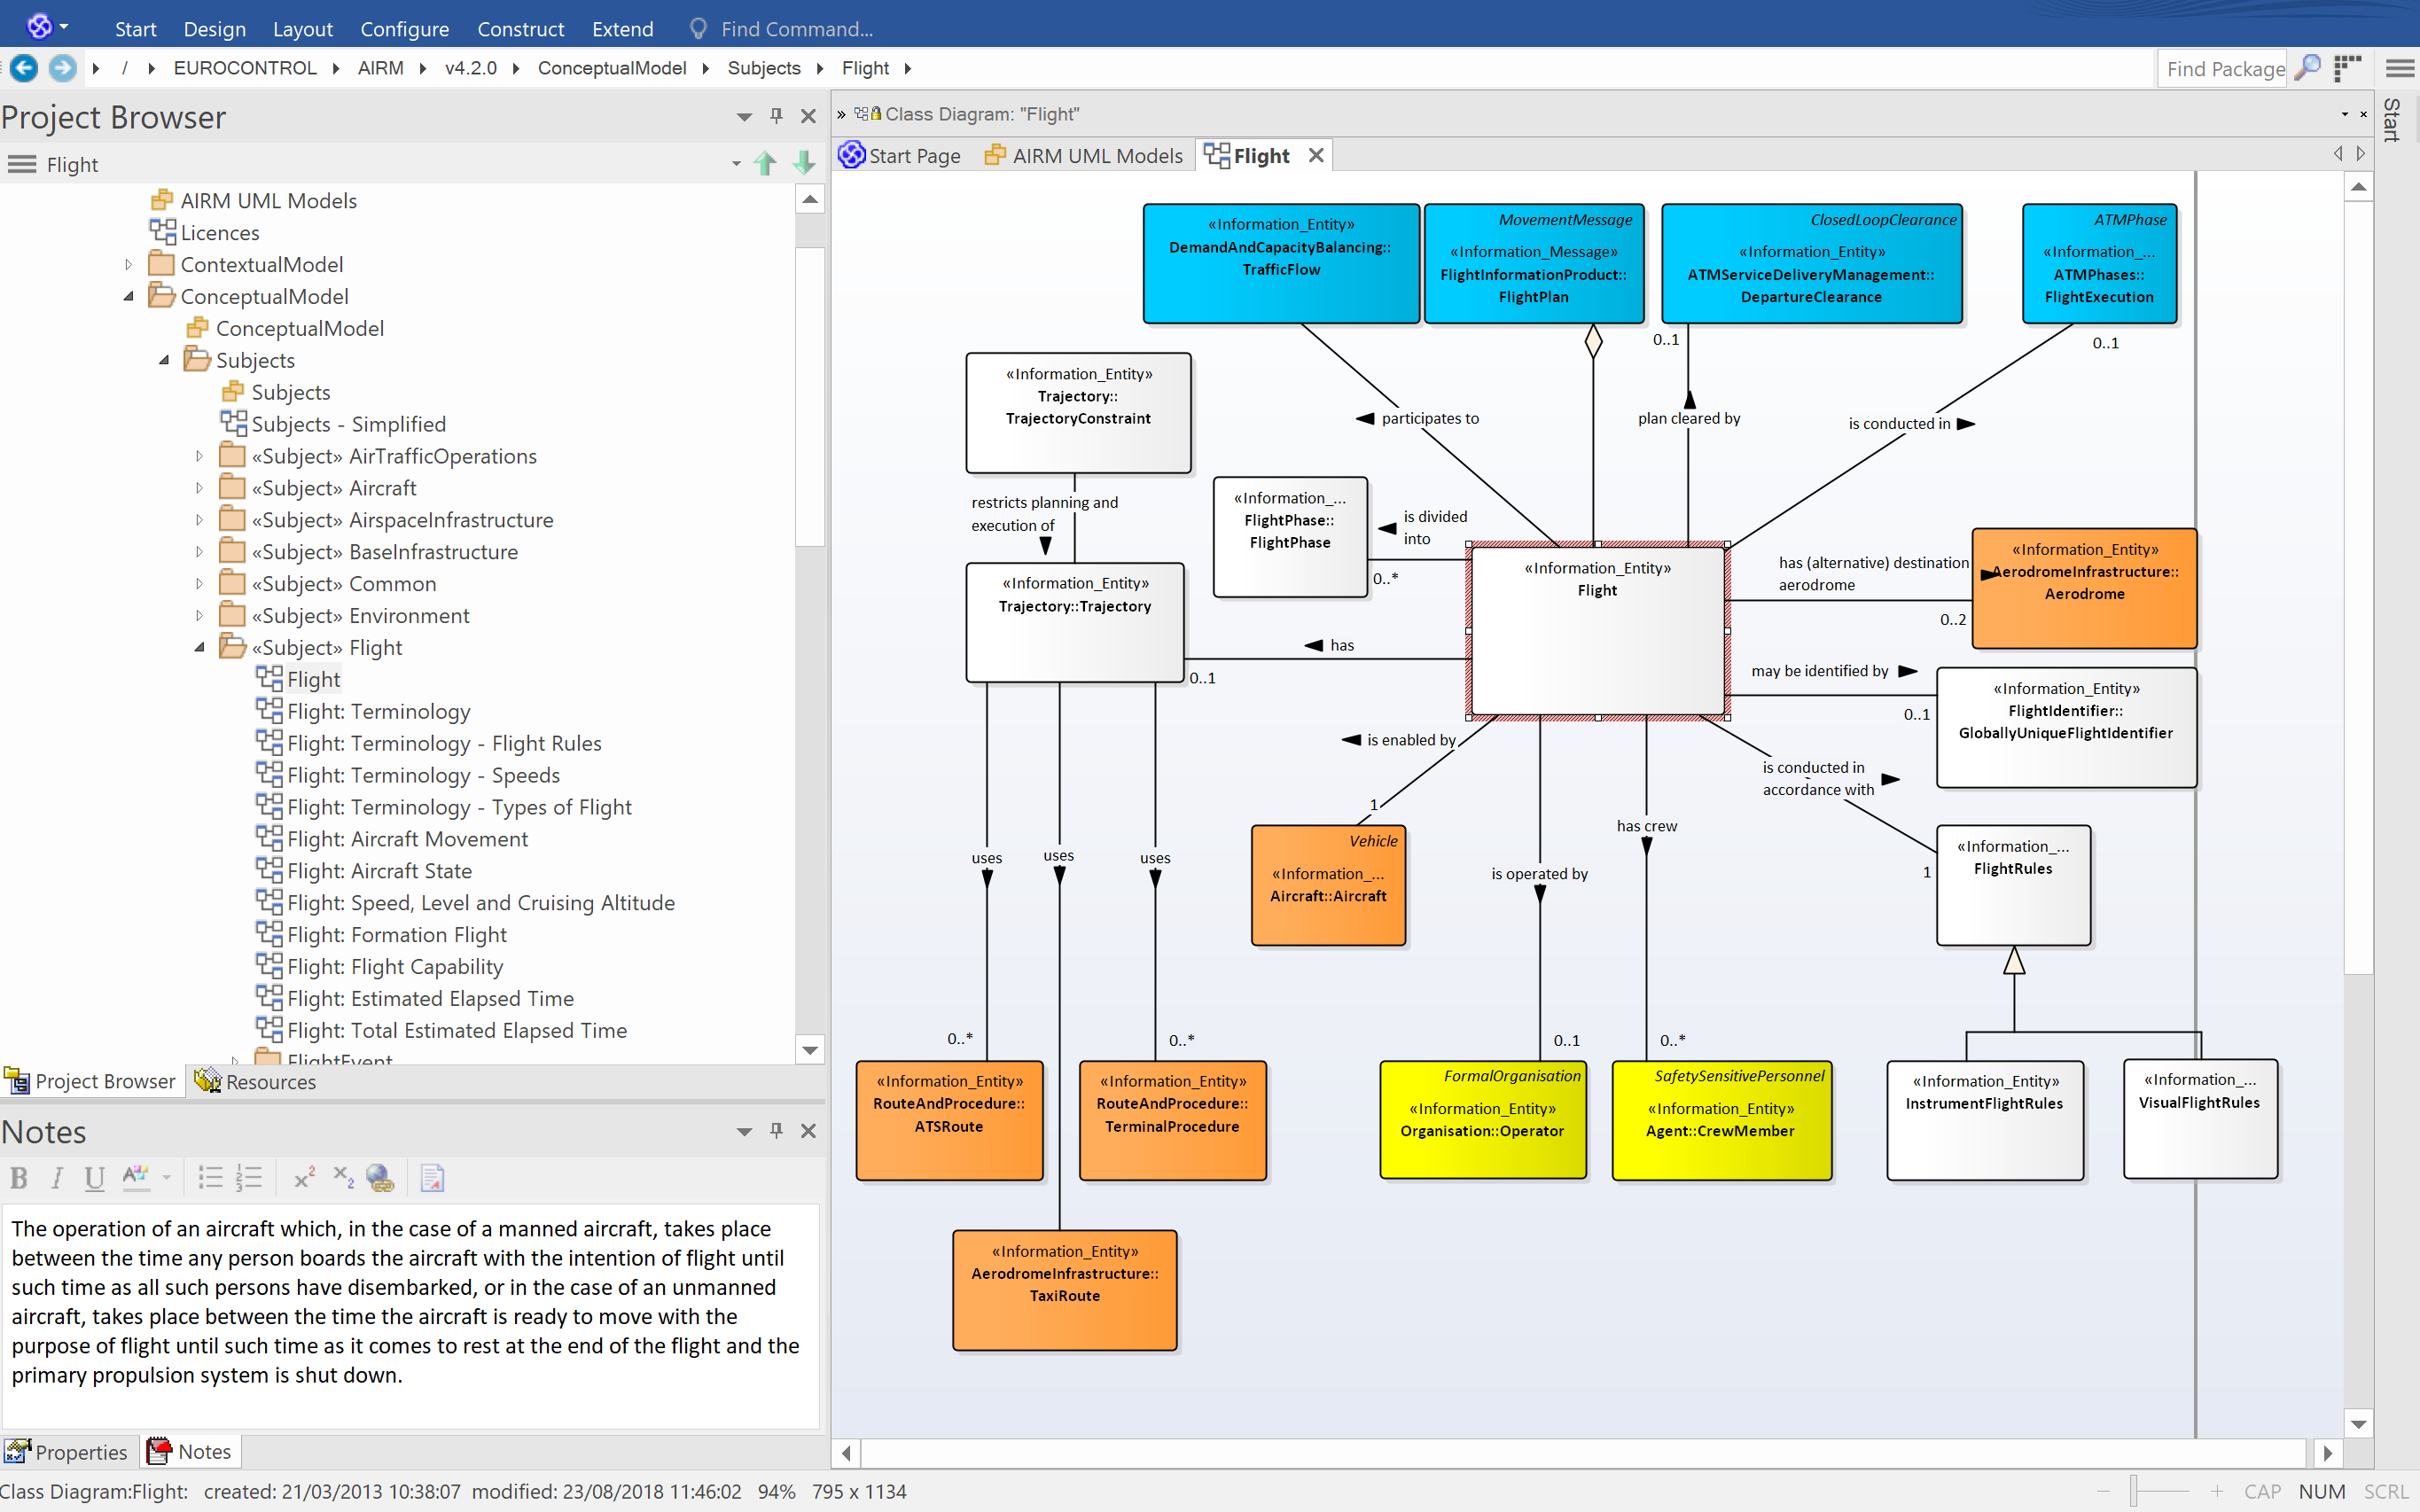 Start Design Layout Configure Construct Extend Find Command...
/ EUROCONTROL AIRM v4.2.0 ConceptualModel Subjects Flight
Find Package
Start
Project Browser
Flight
AIRM UML Models
Licences
ContextualModel
ConceptualModel
ConceptualModel
Subjects
Subjects
Subjects - Simplified
«Subject» AirTrafficOperations
«Subject» Aircraft
«Subject» AirspaceInfrastructure
«Subject» BaseInfrastructure
«Subject» Common
«Subject» Environment
«Subject» Flight
Flight
Flight: Terminology
Flight: Terminology - Flight Rules
Flight: Terminology - Speeds
Flight: Terminology - Types of Flight
Flight: Aircraft Movement
Flight: Aircraft State
Flight: Speed, Level and Cruising Altitude
Flight: Formation Flight
Flight: Flight Capability
Flight: Estimated Elapsed Time
Flight: Total Estimated Elapsed Time
FlightEvent
Project Browser Resources
Notes
B I U A x² x₂
The operation of an aircraft which, in the case of a manned aircraft, takes place
between the time any person boards the aircraft with the intention of flight until
such time as all such persons have disembarked, or in the case of an unmanned
aircraft, takes place between the time the aircraft is ready to move with the
purpose of flight until such time as it comes to rest at the end of the flight and the
primary propulsion system is shut down.
Properties Notes
» Class Diagram: "Flight"
Start Page AIRM UML Models Flight
«Information_Entity»
DemandAndCapacityBalancing::
TrafficFlow
MovementMessage
«Information_Message»
FlightInformationProduct::
FlightPlan
ClosedLoopClearance
«Information_Entity»
ATMServiceDeliveryManagement::
DepartureClearance
ATMPhase
«Information_...
ATMPhases::
FlightExecution
0..1
0..1
«Information_Entity»
Trajectory::
TrajectoryConstraint
participates to
plan cleared by
is conducted in
restricts planning and
execution of
«Information_...
FlightPhase::
FlightPhase
is divided
into
0..*
«Information_Entity»
Flight
has (alternative) destination
aerodrome
0..2
«Information_Entity»
AerodromeInfrastructure::
Aerodrome
«Information_Entity»
Trajectory::Trajectory
has
0..1
may be identified by
0..1
«Information_Entity»
FlightIdentifier::
GloballyUniqueFlightIdentifier
is enabled by
1
is conducted in
accordance with
1
Vehicle
«Information_...
Aircraft::Aircraft
has crew
is operated by
«Information_...
FlightRules
uses
uses
uses
0..*
0..*
0..1
0..*
«Information_Entity»
RouteAndProcedure::
ATSRoute
«Information_Entity»
RouteAndProcedure::
TerminalProcedure
FormalOrganisation
«Information_Entity»
Organisation::Operator
SafetySensitivePersonnel
«Information_Entity»
Agent::CrewMember
«Information_Entity»
InstrumentFlightRules
«Information_...
VisualFlightRules
«Information_Entity»
AerodromeInfrastructure::
TaxiRoute
Class Diagram:Flight: created: 21/03/2013 10:38:07 modified: 23/08/2018 11:46:02 94% 795 x 1134
CAP NUM SCRL